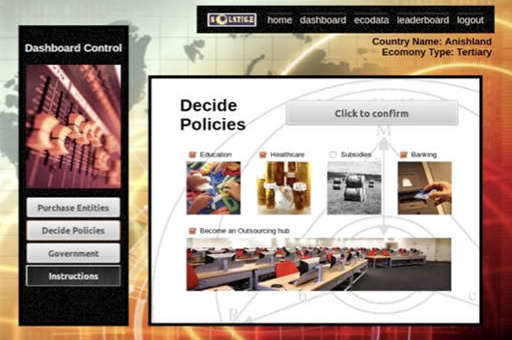 SOLSTICE
home dashboard ecodata leaderboard logout
Country Name: Anishland
Ecomony Type: Tertiary
Dashboard Control
Purchase Entities
Decide Policies
Government
Instructions
Decide
Policies
Click to confirm
M
Education
Healthcare
Subsidies
Banking
Become an Outsourcing hub
B
D
C